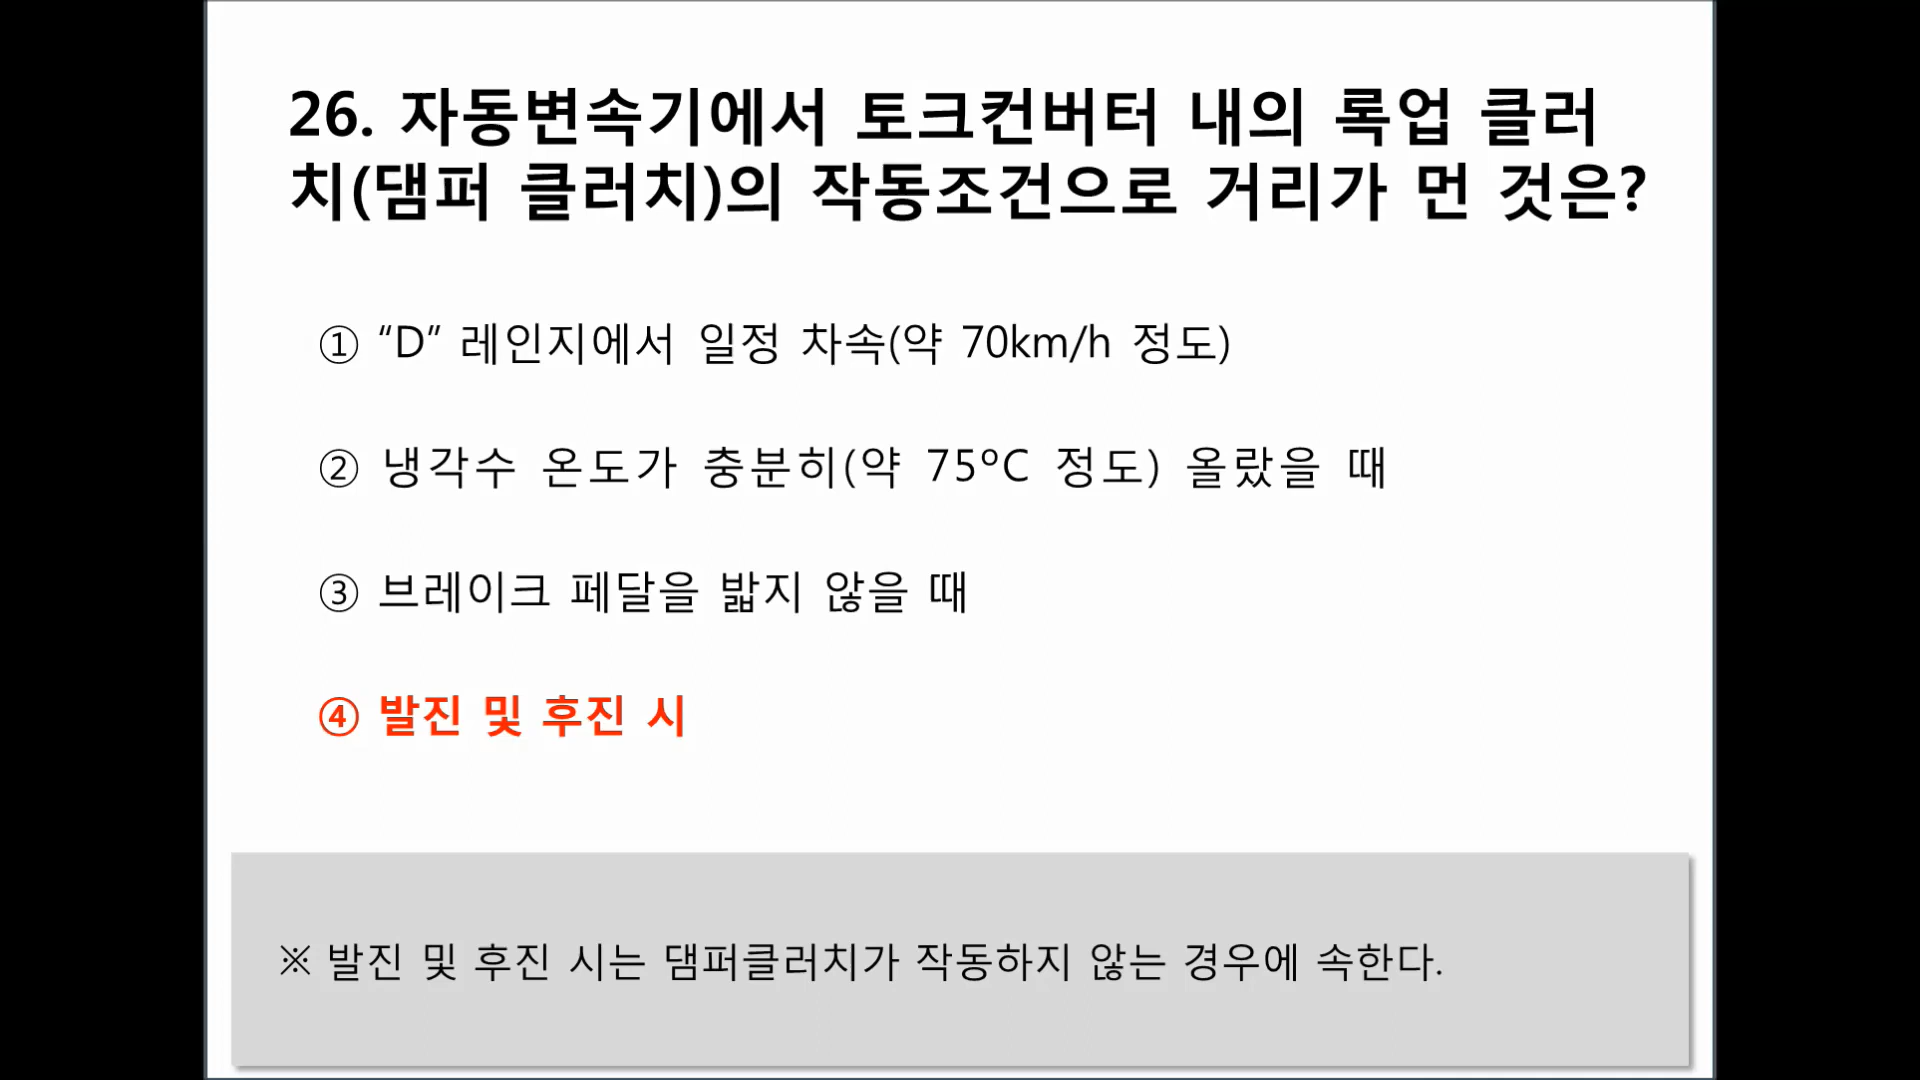 26. 자동변속기에서 토크컨버터 내의 록업 클러
치(댐퍼 클러치)의 작동조건으로 거리가 먼 것은?
① “D” 레인지에서 일정 차속(약 70km/h 정도)
② 냉각수 온도가 충분히(약 75ºC 정도) 올랐을 때
③ 브레이크 페달을 밟지 않을 때
④ 발진 및 후진 시
※ 발진 및 후진 시는 댐퍼클러치가 작동하지 않는 경우에 속한다.